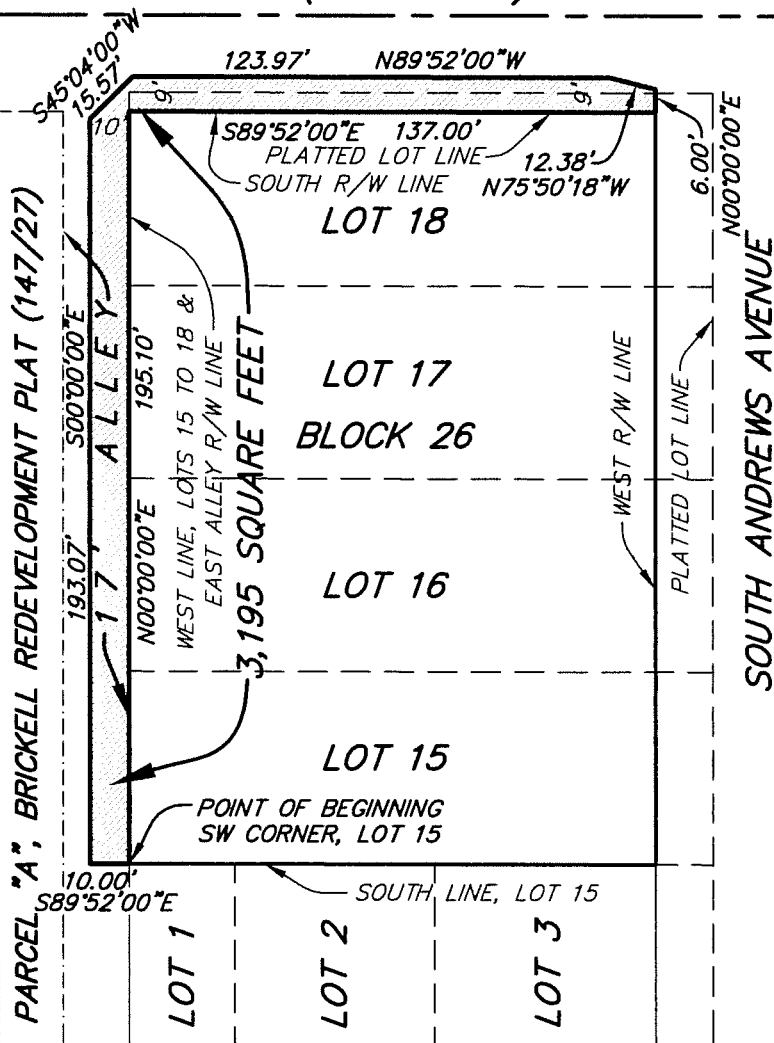 123.97' N89°52'00"W
S45°04'00"W
15.57'
9'
9'
10'
S89°52'00"E 137.00'
PLATTED LOT LINE
SOUTH R/W LINE
12.38'
N75°50'18"W
6.00'
N00°00'00"E
LOT 18
PARCEL "A", BRICKELL REDEVELOPMENT PLAT (147/27)
S00°00'00"E
193.07'
17' ALLEY
195.10'
N00°00'00"E
WEST LINE, LOTS 15 TO 18 &
EAST ALLEY R/W LINE
3,195 SQUARE FEET
LOT 17
BLOCK 26
WEST R/W LINE
PLATTED LOT LINE
SOUTH ANDREWS AVENUE
LOT 16
LOT 15
POINT OF BEGINNING
SW CORNER, LOT 15
10.00'
S89°52'00"E
SOUTH LINE, LOT 15
LOT 1
LOT 2
LOT 3